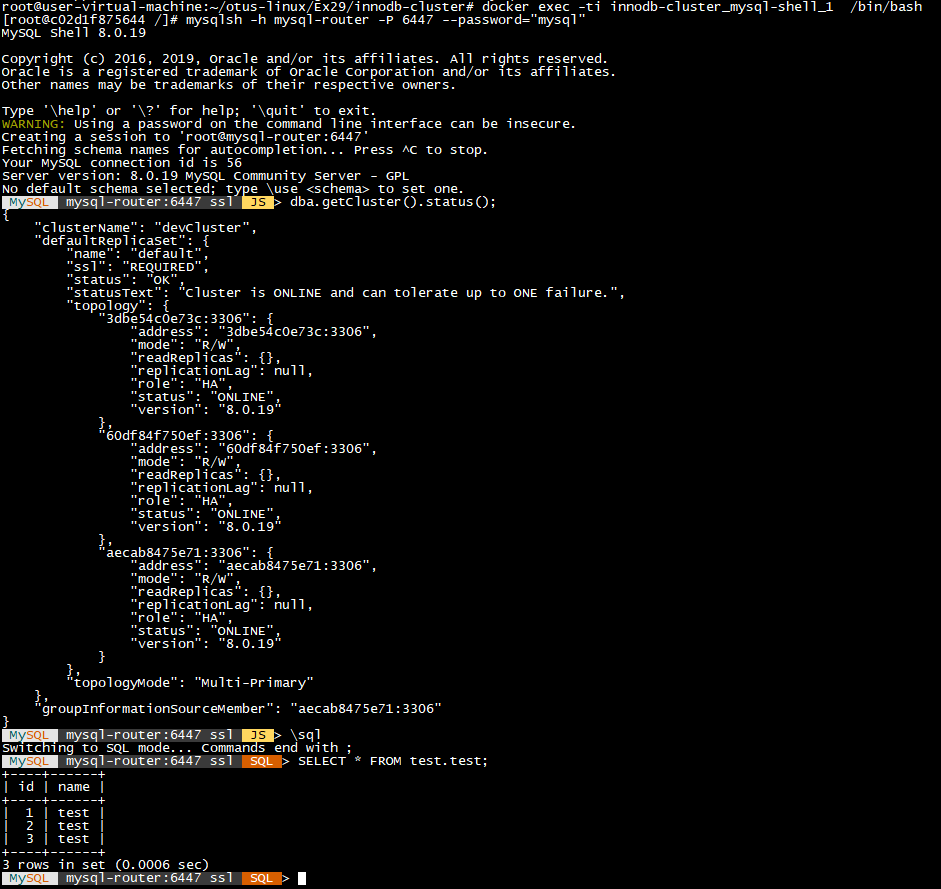 root@user-virtual-machine:~/otus-linux/Ex29/innodb-cluster# docker exec -ti innodb-cluster_mysql-shell_1  /bin/bash
[root@c02d1f875644 /]# mysqlsh -h mysql-router -P 6447 --password="mysql"
MySQL Shell 8.0.19

Copyright (c) 2016, 2019, Oracle and/or its affiliates. All rights reserved.
Oracle is a registered trademark of Oracle Corporation and/or its affiliates.
Other names may be trademarks of their respective owners.

Type '\help' or '\?' for help; '\quit' to exit.
WARNING: Using a password on the command line interface can be insecure.
Creating a session to 'root@mysql-router:6447'
Fetching schema names for autocompletion... Press ^C to stop.
Your MySQL connection id is 56
Server version: 8.0.19 MySQL Community Server - GPL
No default schema selected; type \use <schema> to set one.
 MySQL  mysql-router:6447 ssl  JS > dba.getCluster().status();
{
    "clusterName": "devCluster",
    "defaultReplicaSet": {
        "name": "default",
        "ssl": "REQUIRED",
        "status": "OK",
        "statusText": "Cluster is ONLINE and can tolerate up to ONE failure.",
        "topology": {
            "3dbe54c0e73c:3306": {
                "address": "3dbe54c0e73c:3306",
                "mode": "R/W",
                "readReplicas": {},
                "replicationLag": null,
                "role": "HA",
                "status": "ONLINE",
                "version": "8.0.19"
            },
            "60df84f750ef:3306": {
                "address": "60df84f750ef:3306",
                "mode": "R/W",
                "readReplicas": {},
                "replicationLag": null,
                "role": "HA",
                "status": "ONLINE",
                "version": "8.0.19"
            },
            "aecab8475e71:3306": {
                "address": "aecab8475e71:3306",
                "mode": "R/W",
                "readReplicas": {},
                "replicationLag": null,
                "role": "HA",
                "status": "ONLINE",
                "version": "8.0.19"
            }
        },
        "topologyMode": "Multi-Primary"
    },
    "groupInformationSourceMember": "aecab8475e71:3306"
}
 MySQL  mysql-router:6447 ssl  JS > \sql
Switching to SQL mode... Commands end with ;
 MySQL  mysql-router:6447 ssl  SQL > SELECT * FROM test.test;
+----+------+
| id | name |
+----+------+
|  1 | test |
|  2 | test |
|  3 | test |
+----+------+
3 rows in set (0.0006 sec)
 MySQL  mysql-router:6447 ssl  SQL >